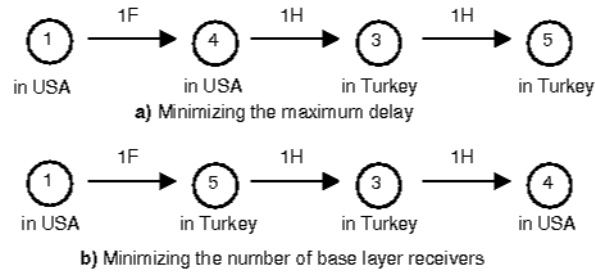 1F 1H 1H
1 4 3 5
in USA in USA in Turkey in Turkey
a) Minimizing the maximum delay
1F 1H 1H
1 5 3 4
in USA in Turkey in Turkey in USA
b) Minimizing the number of base layer receivers